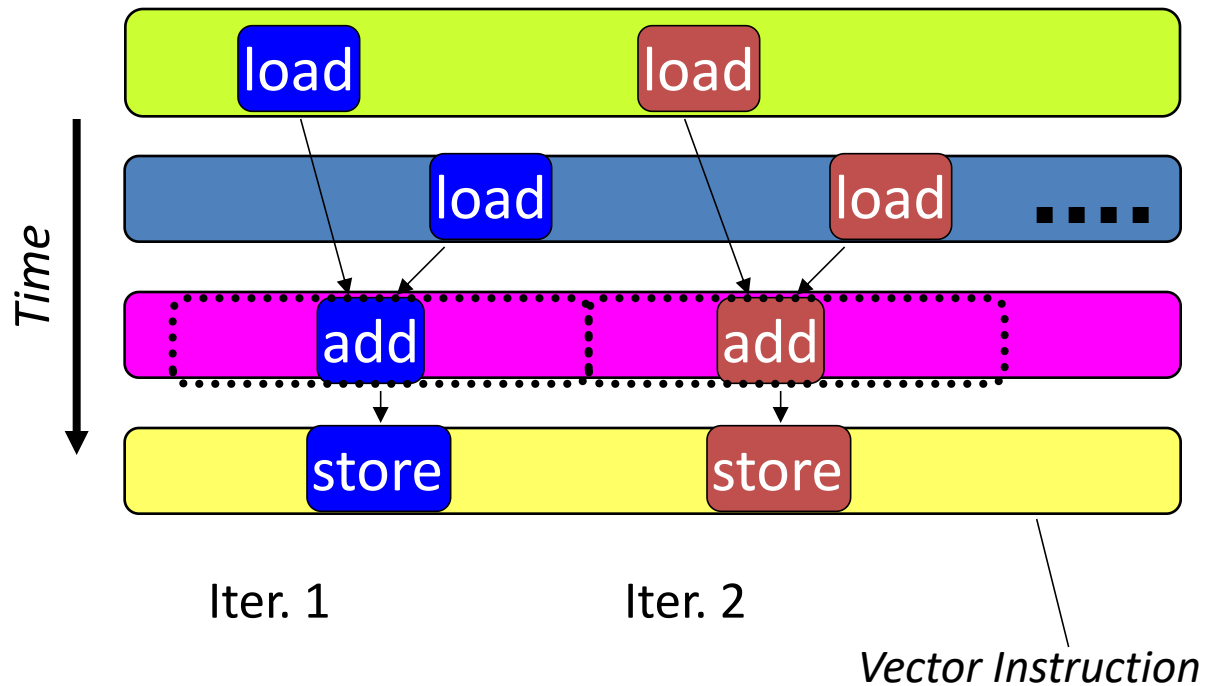 load load
load load ....
Time
add add
store store
Iter. 1 Iter. 2
Vector Instruction